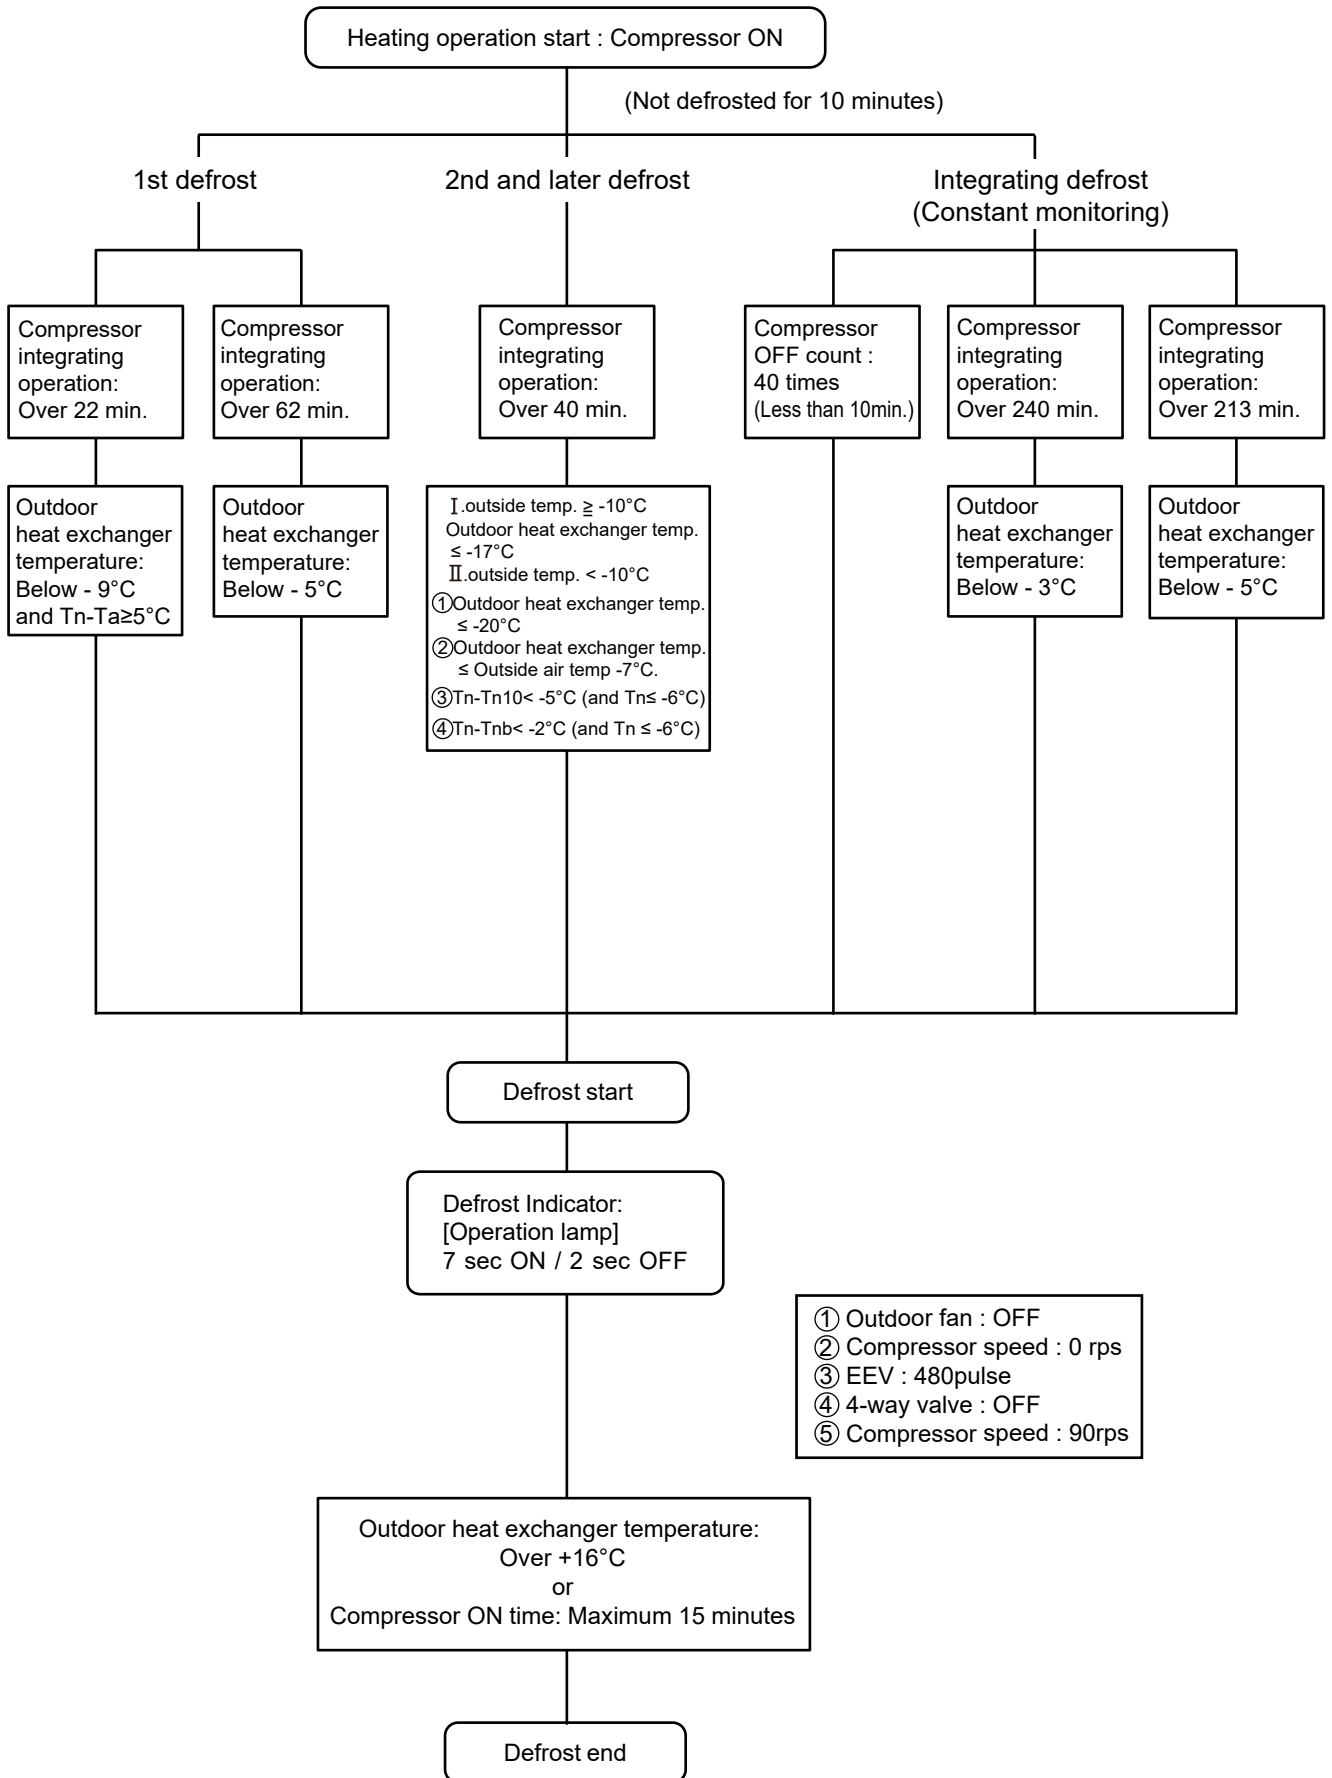 Heating operation start : Compressor ON
(Not defrosted for 10 minutes)
1st defrost
2nd and later defrost
Integrating defrost
(Constant monitoring)
Compressor
integrating
operation:
Over 22 min.
Compressor
integrating
operation:
Over 62 min.
Compressor
integrating
operation:
Over 40 min.
Compressor
OFF count :
40 times
(Less than 10min.)
Compressor
integrating
operation:
Over 240 min.
Compressor
integrating
operation:
Over 213 min.
Outdoor
heat exchanger
temperature:
Below - 9°C
and Tn-Ta≥5°C
Outdoor
heat exchanger
temperature:
Below - 5°C
Ⅰ.outside temp. ≧ -10°C
Outdoor heat exchanger temp.
≤ -17°C
Ⅱ.outside temp. < -10°C
①Outdoor heat exchanger temp.
≤ -20°C
②Outdoor heat exchanger temp.
≤ Outside air temp -7°C.
③Tn-Tn10< -5°C (and Tn≤ -6°C)
④Tn-Tnb< -2°C (and Tn ≤ -6°C)
Outdoor
heat exchanger
temperature:
Below - 3°C
Outdoor
heat exchanger
temperature:
Below - 5°C
Defrost start
Defrost Indicator:
[Operation lamp]
7 sec ON / 2 sec OFF
① Outdoor fan : OFF
② Compressor speed : 0 rps
③ EEV : 480pulse
④ 4-way valve : OFF
⑤ Compressor speed : 90rps
Outdoor heat exchanger temperature:
Over +16°C
or
Compressor ON time: Maximum 15 minutes
Defrost end